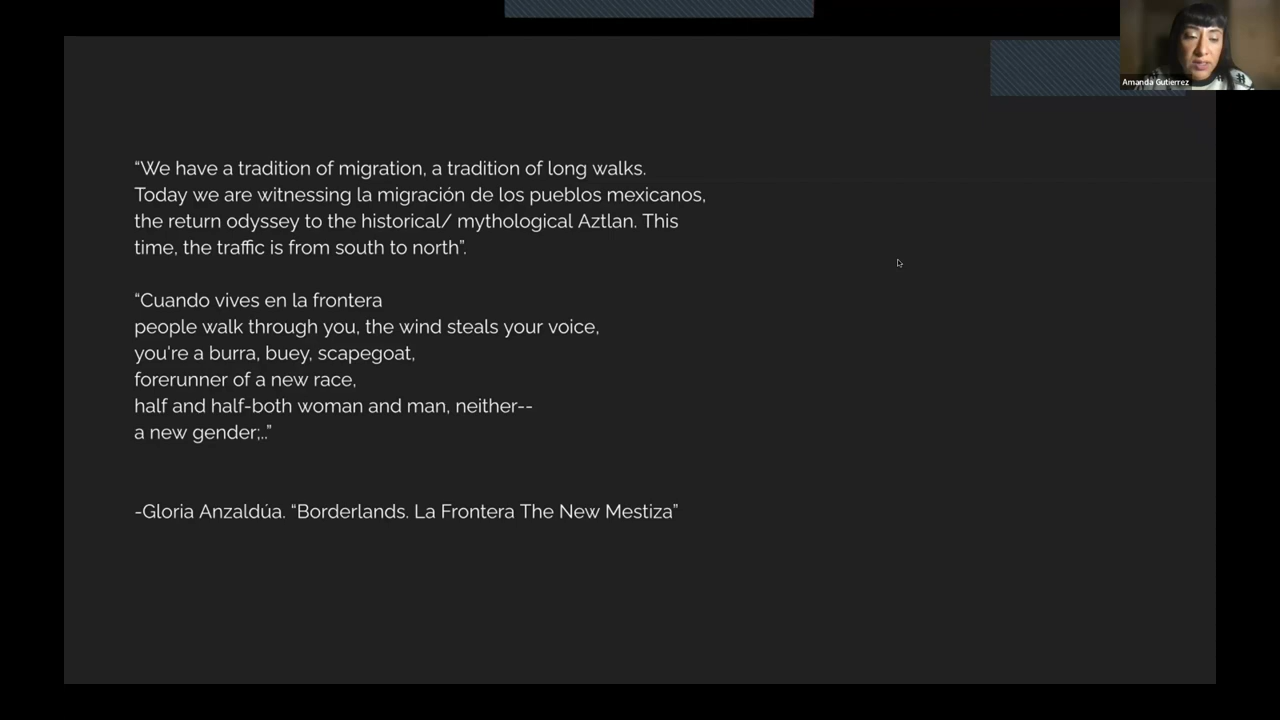 Amanda Gutierrez
“We have a tradition of migration, a tradition of long walks.
Today we are witnessing la migración de los pueblos mexicanos,
the return odyssey to the historical/ mythological Aztlan. This
time, the traffic is from south to north”.
“Cuando vives en la frontera
people walk through you, the wind steals your voice,
you're a burra, buey, scapegoat,
forerunner of a new race,
half and half-both woman and man, neither--
a new gender;..”
-Gloria Anzaldúa. “Borderlands. La Frontera The New Mestiza”